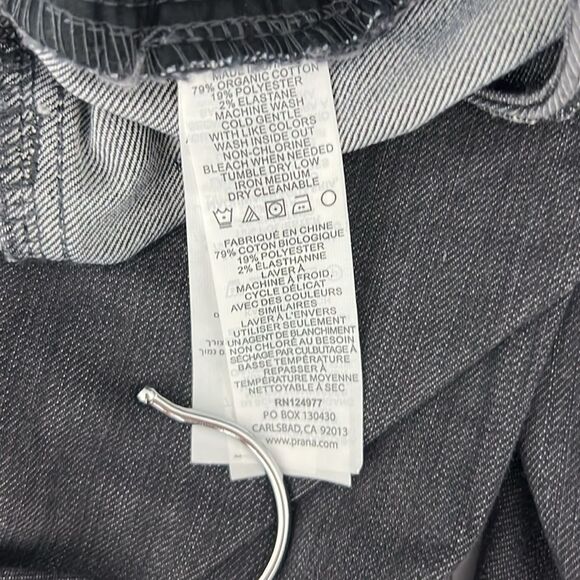 MADE
79% ORGANIC COTTON
19% POLYESTER
2% ELASTANE
MACHINE WASH
COLD GENTLE
WITH LIKE COLORS
WASH INSIDE OUT
NON-CHLORINE
BLEACH WHEN NEEDED
TUMBLE DRY LOW
IRON MEDIUM
DRY CLEANABLE
FABRIQUÉ EN CHINE
79% COTON BIOLOGIQUE
19% POLYESTER
2% ÉLASTHANNE
LAVER À
MACHINE À FROID,
CYCLE DÉLICAT
AVEC DES COULEURS
SIMILAIRES
LAVER À L'ENVERS
UTILISER SEULEMENT
UN AGENT DE BLANCHIMENT
NON CHLORÉ AU BESOIN
SÉCHAGE PAR CULBUTAGE À
BASSE TEMPÉRATURE
REPASSER À
TEMPÉRATURE MOYENNE
NETTOYABLE À SEC
RN124977
PO BOX 130430
CARLSBAD, CA 92013
www.prana.com